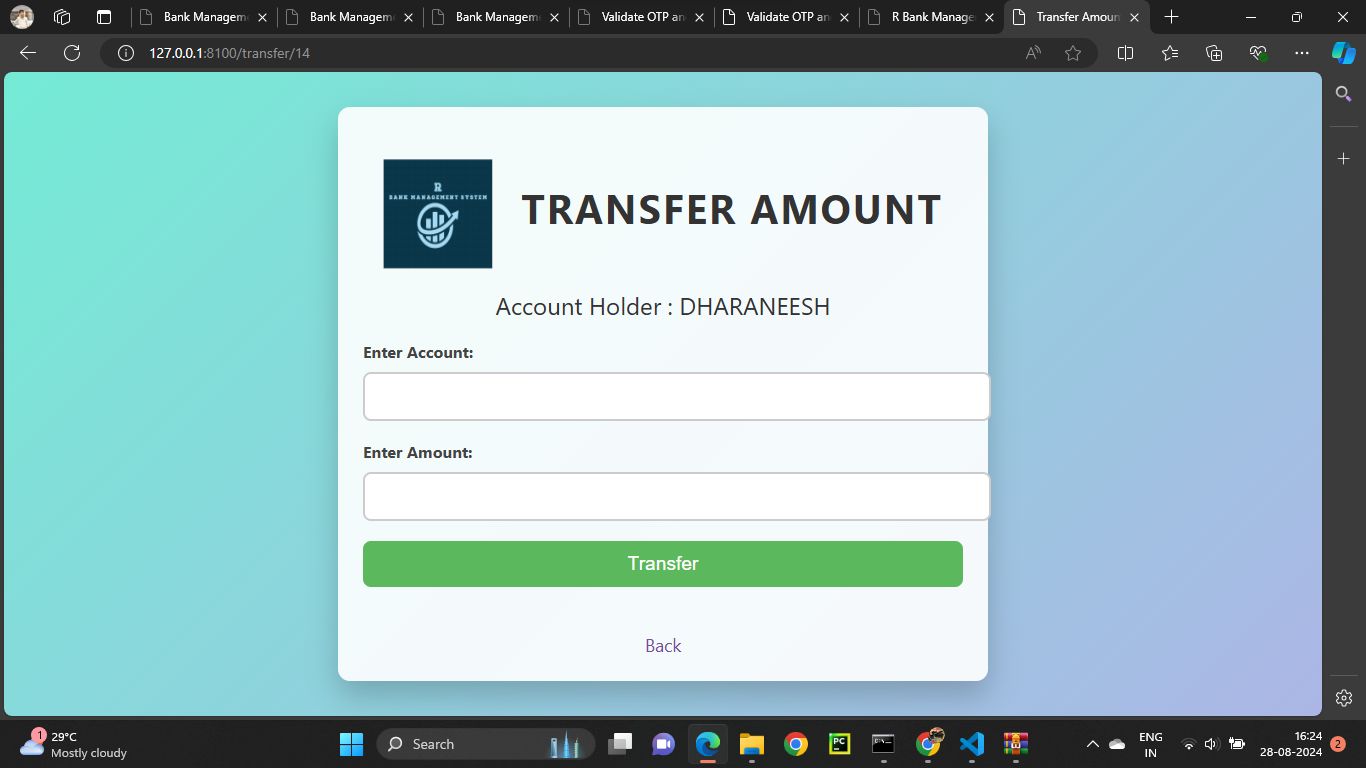 Bank Managem
Bank Managem
Bank Managem
Validate OTP an
Validate OTP an
R Bank Manage
Transfer Amoun
127.0.0.1:8100/transfer/14
R
BANK MANAGEMENT SYSTEM
TRANSFER AMOUNT
Account Holder : DHARANEESH
Enter Account:
Enter Amount:
Transfer
Back
1
29°C
Mostly cloudy
Search
PC
ENG
IN
16:24
28-08-2024
2